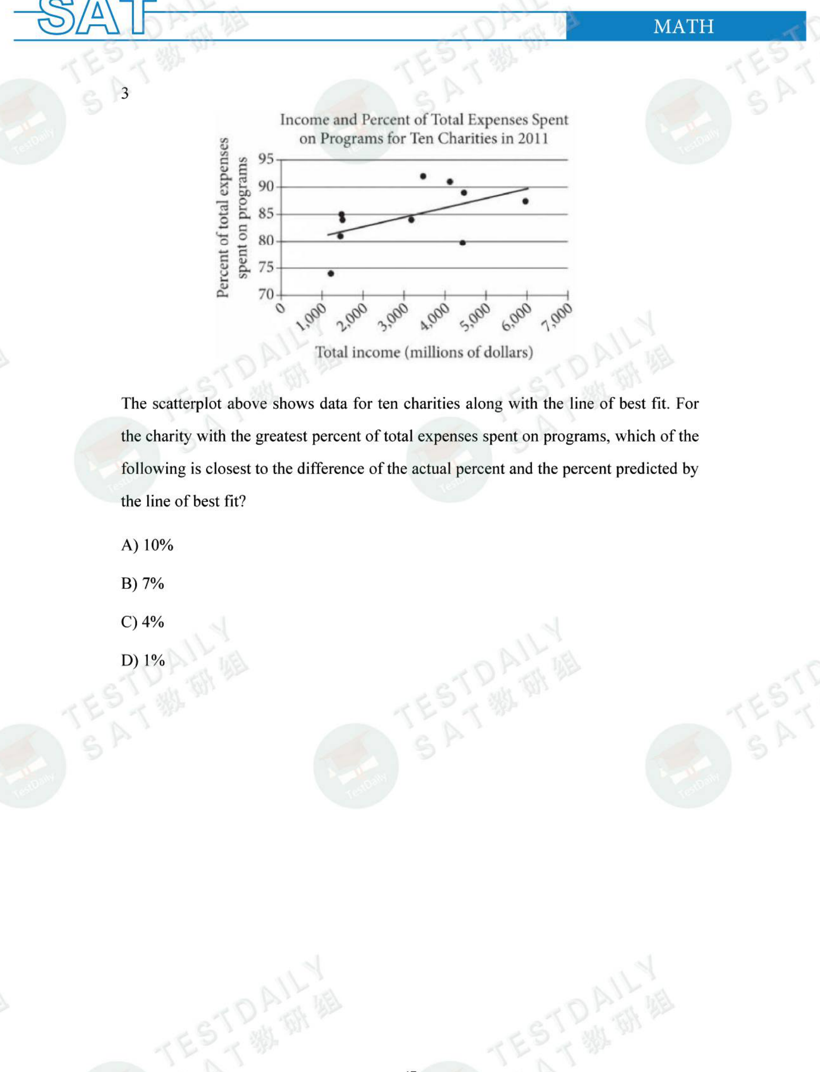 SAT
MATH
3
Income and Percent of Total Expenses Spent
on Programs for Ten Charities in 2011
Percent of total expenses
spent on programs
95
90
85
80
75
70
0
1,000
2,000
3,000
4,000
5,000
6,000
7,000
Total income (millions of dollars)
The scatterplot above shows data for ten charities along with the line of best fit. For
the charity with the greatest percent of total expenses spent on programs, which of the
following is closest to the difference of the actual percent and the percent predicted by
the line of best fit?
A) 10%
B) 7%
C) 4%
D) 1%
TESTDAILY
SAT教研组
TestDaily